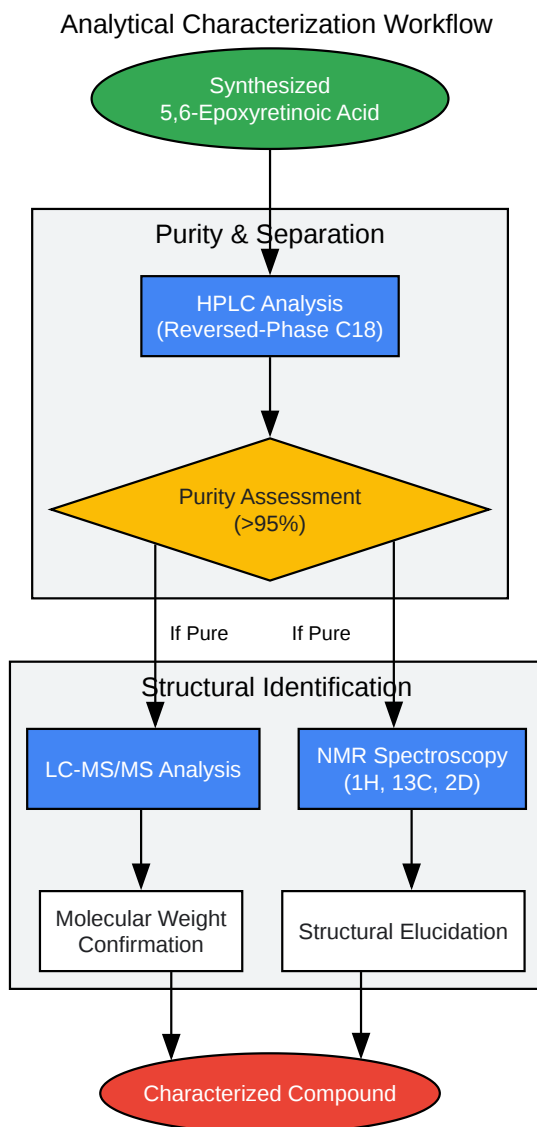 Analytical Characterization Workflow
Synthesized
5,6-Epoxyretinoic Acid
Purity & Separation
HPLC Analysis
(Reversed-Phase C18)
Purity Assessment
(>95%)
If Pure
If Pure
Structural Identification
LC-MS/MS Analysis
NMR Spectroscopy
(1H, 13C, 2D)
Molecular Weight
Confirmation
Structural Elucidation
Characterized Compound